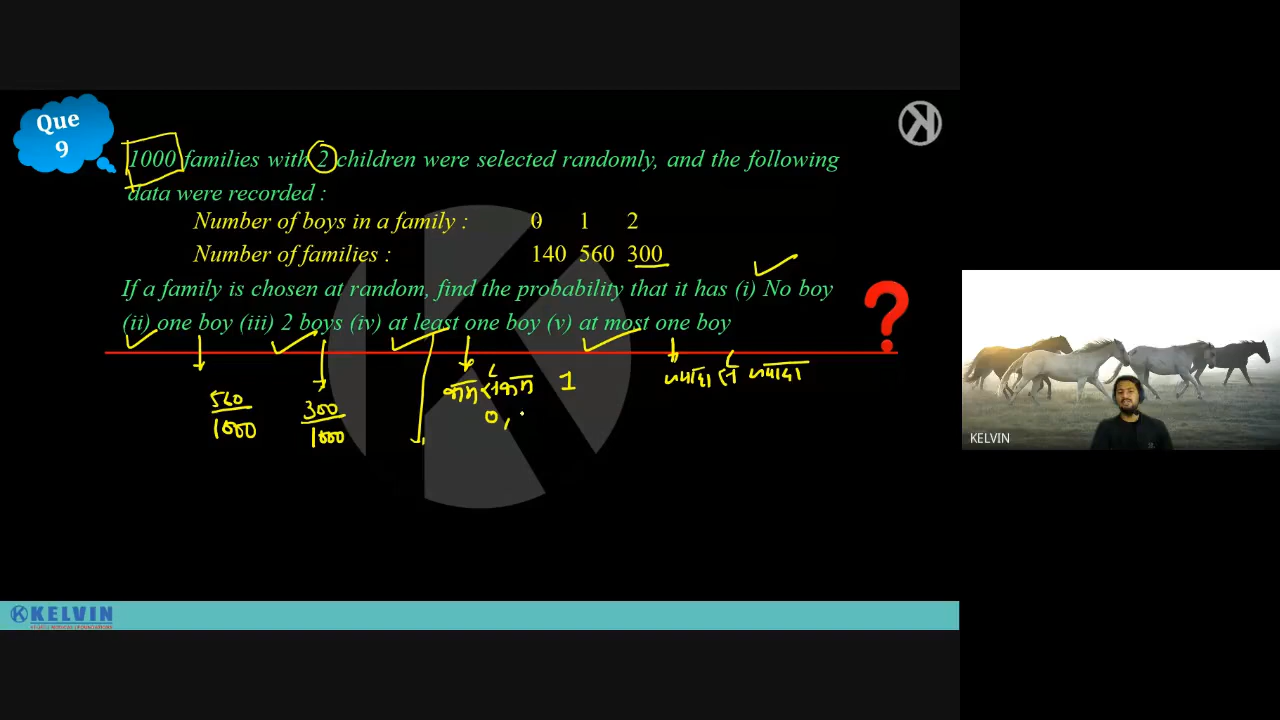 Que
9
1000 families with 2 children were selected randomly, and the following
data were recorded :
Number of boys in a family : 0 1 2
Number of families : 140 560 300
If a family is chosen at random, find the probability that it has (i) No boy
(ii) one boy (iii) 2 boys (iv) at least one boy (v) at most one boy
?
560
1000
300
1000
कम से कम 1
0,
ज्यादा से ज्यादा
KELVIN
KELVIN